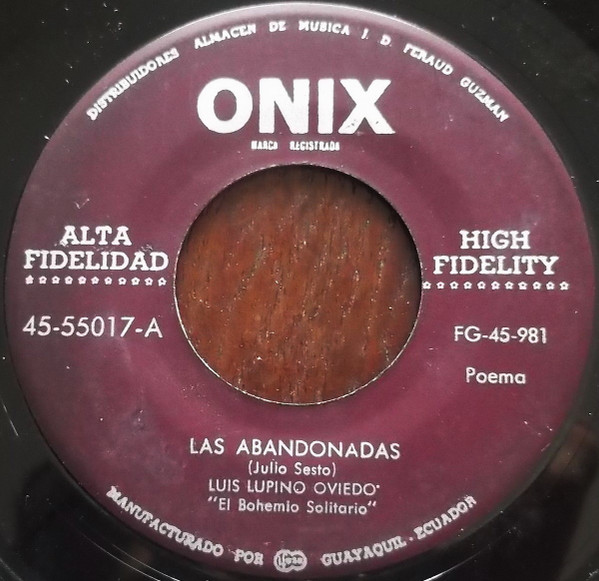 DISTRIBUIDORES ALMACEN DE MUSICA J. D. FERAUD GUZMAN
ONIX
MARCA REGISTRADA
ALTA
FIDELIDAD
HIGH
FIDELITY
45-55017-A
FG-45-981
Poema
LAS ABANDONADAS
(Julio Sesto)
LUIS LUPINO OVIEDO
"El Bohemio Solitario"
MANUFACTURADO POR GUAYAQUIL - ECUADOR